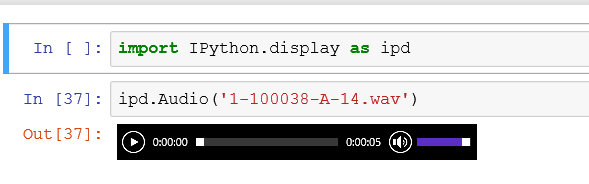 In [ ]: import IPython.display as ipd
In [37]: ipd.Audio('1-100038-A-14.wav')
Out[37]: 0:00:00 0:00:05